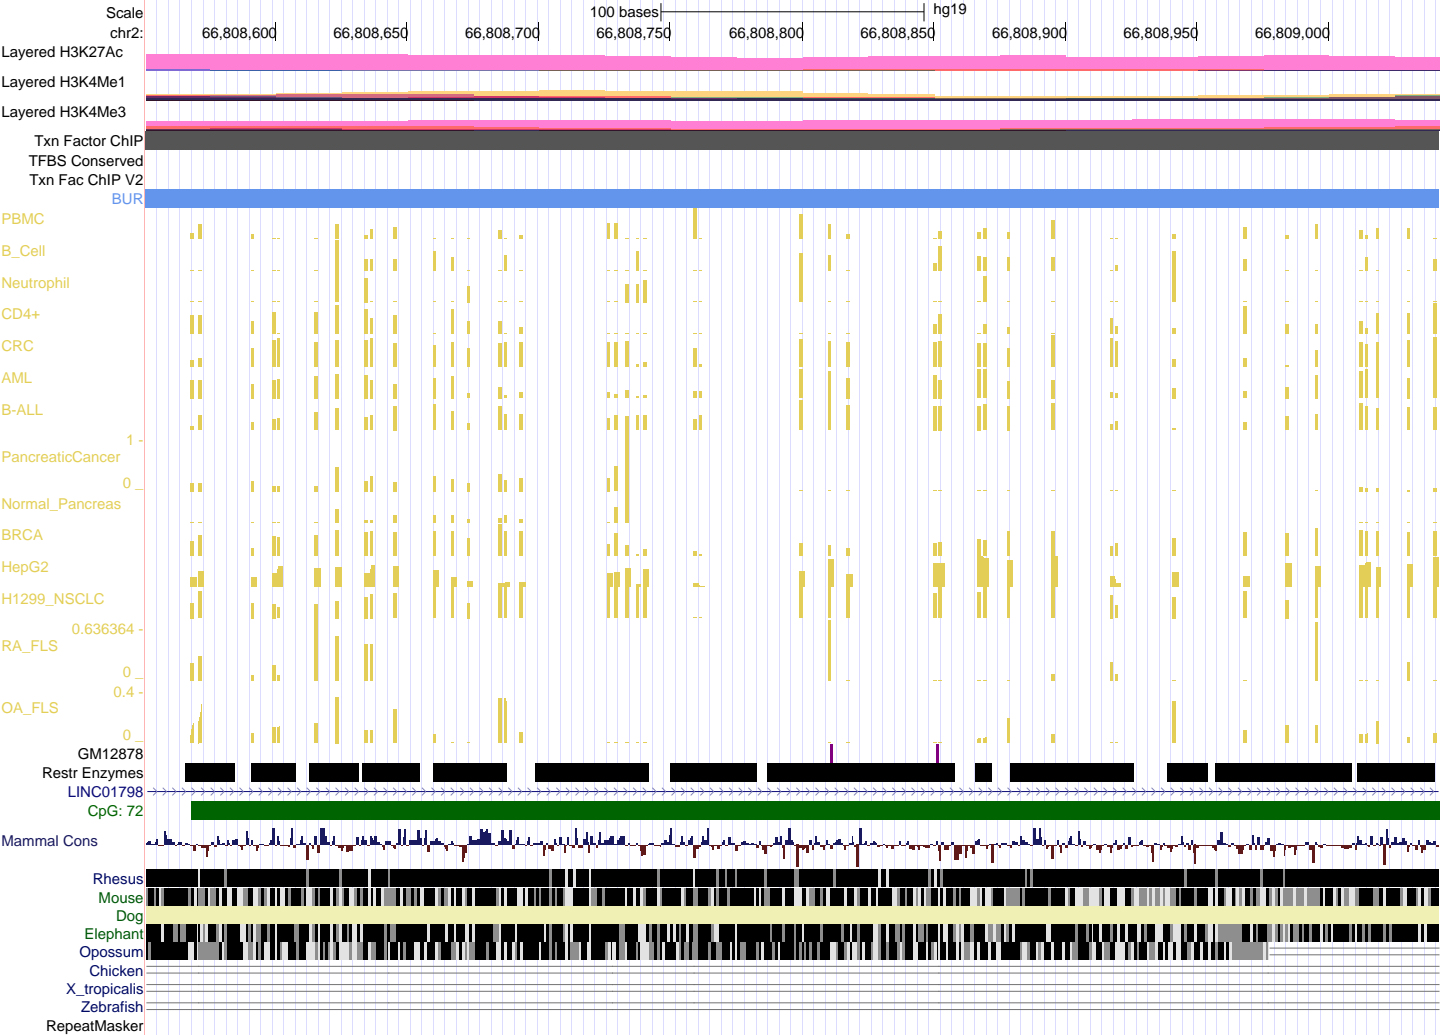 Scale 100 bases hg19
chr2: 66,808,600 66,808,650 66,808,700 66,808,750 66,808,800 66,808,850 66,808,900 66,808,950 66,809,000
Layered H3K27Ac
Layered H3K4Me1
Layered H3K4Me3
Txn Factor ChIP
TFBS Conserved
Txn Fac ChIP V2
BUR
PBMC
B_Cell
Neutrophil
CD4+
CRC
AML
B-ALL
1 -
PancreaticCancer
0 _
Normal_Pancreas
BRCA
HepG2
H1299_NSCLC
0.636364 -
RA_FLS
0 _
0.4 -
OA_FLS
0 _
GM12878
Restr Enzymes
LINC01798
CpG: 72
Mammal Cons
Rhesus
Mouse
Dog
Elephant
Opossum
Chicken
X_tropicalis
Zebrafish
RepeatMasker